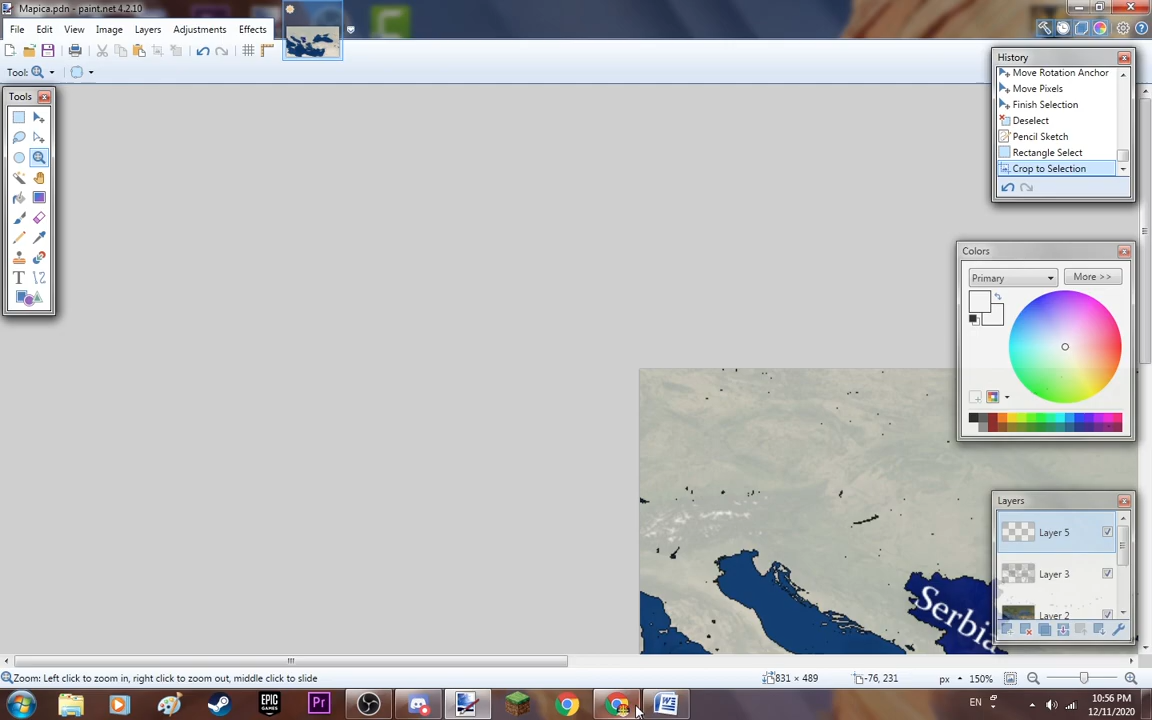 Mapica.pdn - paint.net 4.2.10
File Edit View Image Layers Adjustments Effects
Tool:
Tools
T
History
Move Rotation Anchor
Move Pixels
Finish Selection
Deselect
Pencil Sketch
Rectangle Select
Crop to Selection
Colors
Primary
More >>
Layers
Layer 5
Layer 3
Layer 2
Serbia
Zoom: Left click to zoom in, right click to zoom out, middle click to slide
831 × 489
-76, 231
px
150%
EPIC GAMES
Pr
W
EN
10:56 PM
12/11/2020